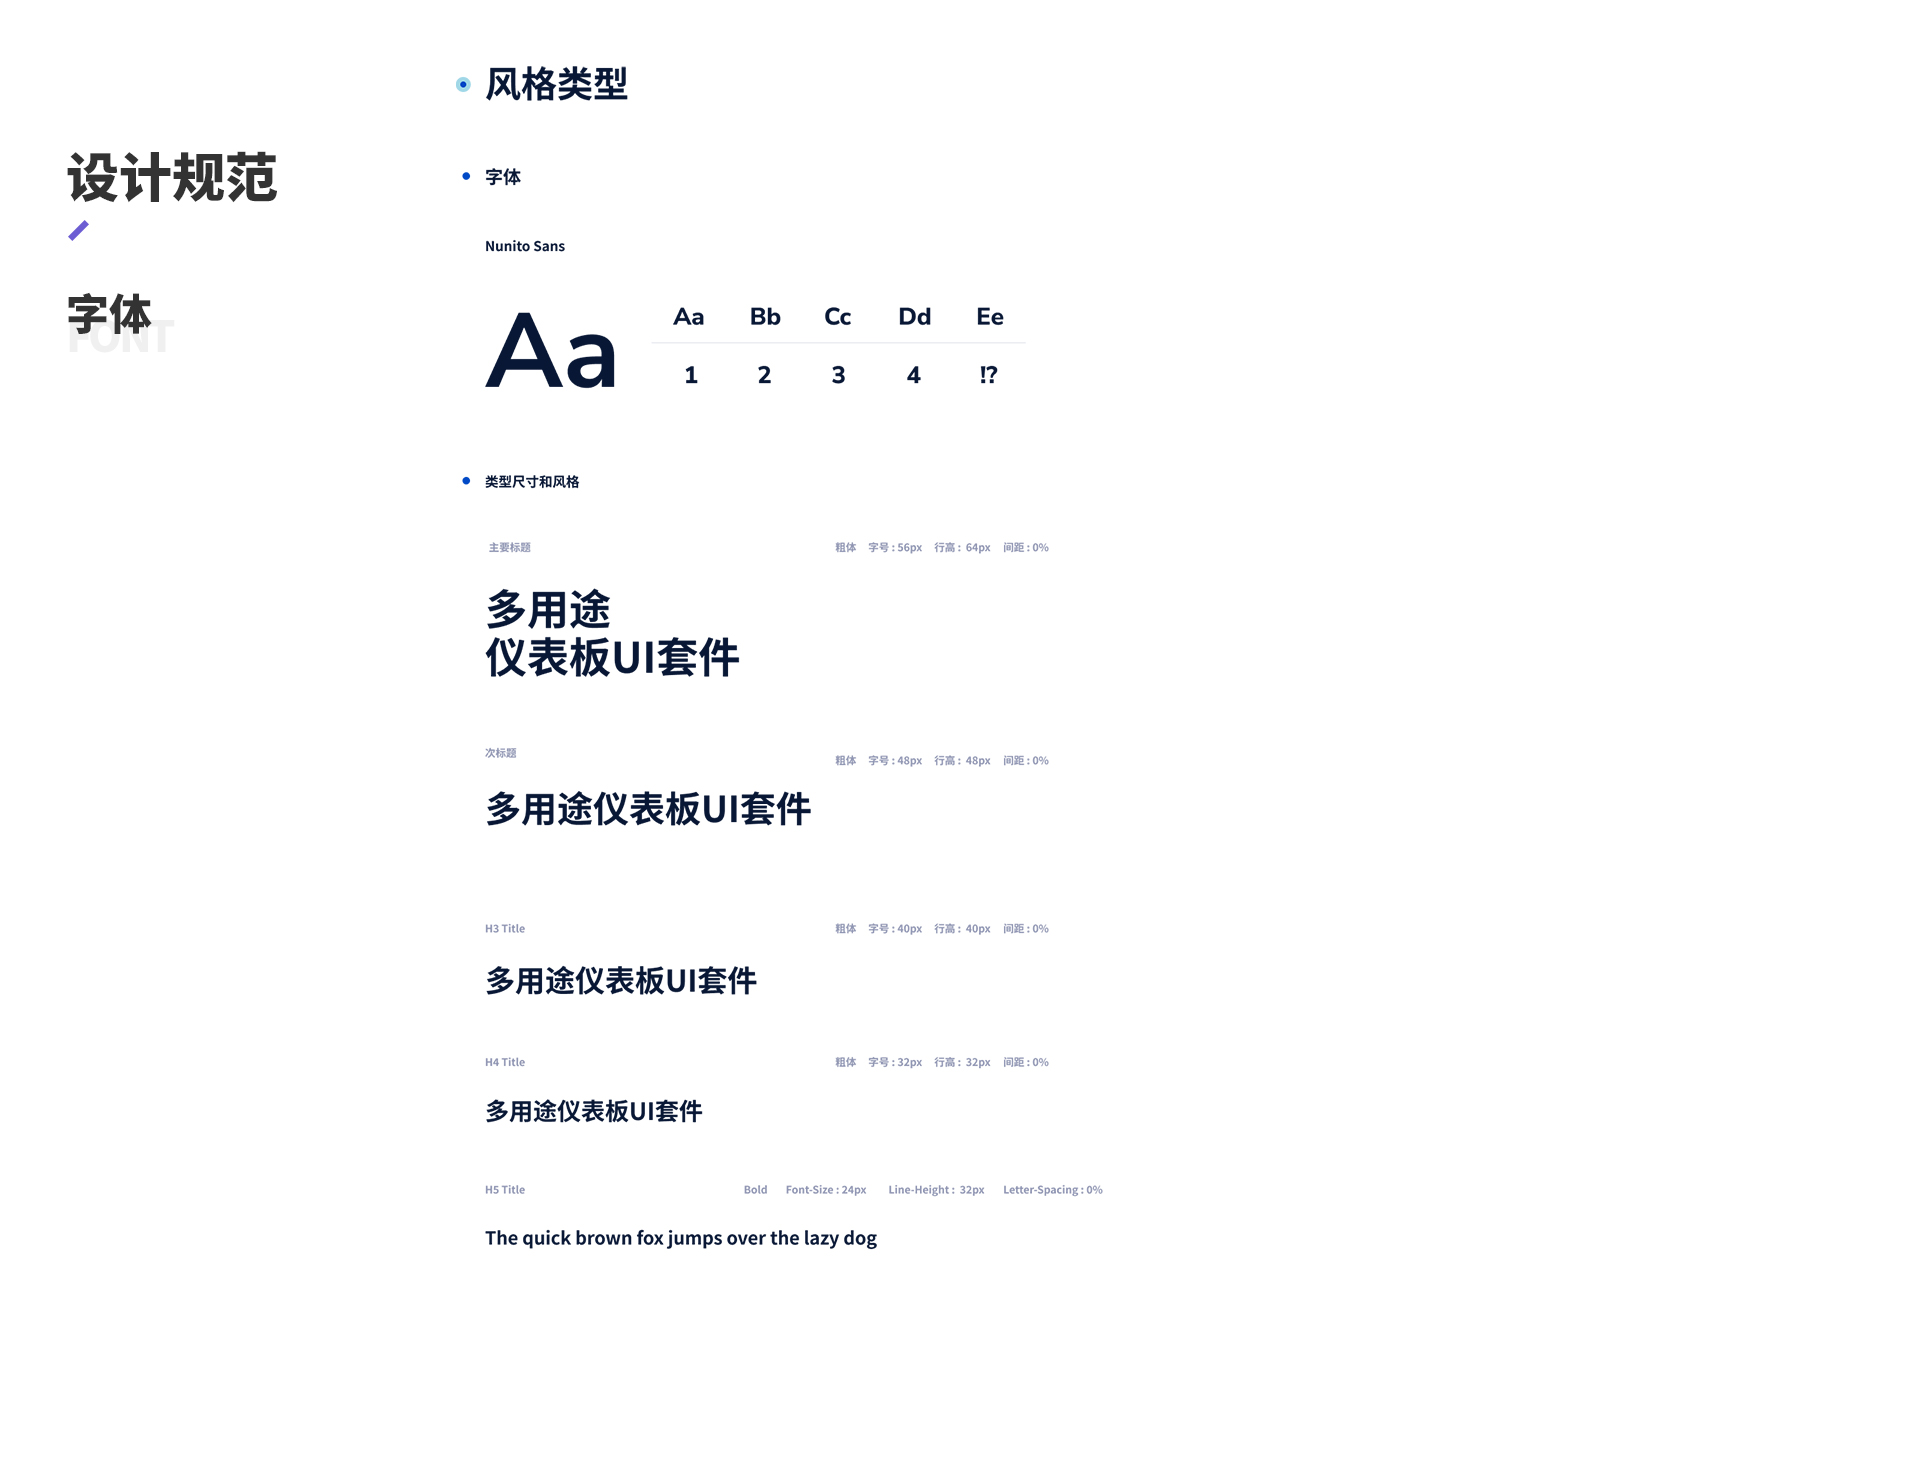 设计规范
字体
FONT
风格类型
字体
Nunito Sans
Aa
Aa Bb Cc Dd Ee
1 2 3 4 !?
类型尺寸和风格
主要标题
粗体 字号 : 56px 行高 : 64px 间距 : 0%
多用途
仪表板UI套件
次标题
粗体 字号 : 48px 行高 : 48px 间距 : 0%
多用途仪表板UI套件
H3 Title
粗体 字号 : 40px 行高 : 40px 间距 : 0%
多用途仪表板UI套件
H4 Title
粗体 字号 : 32px 行高 : 32px 间距 : 0%
多用途仪表板UI套件
H5 Title
Bold Font-Size : 24px Line-Height : 32px Letter-Spacing : 0%
The quick brown fox jumps over the lazy dog